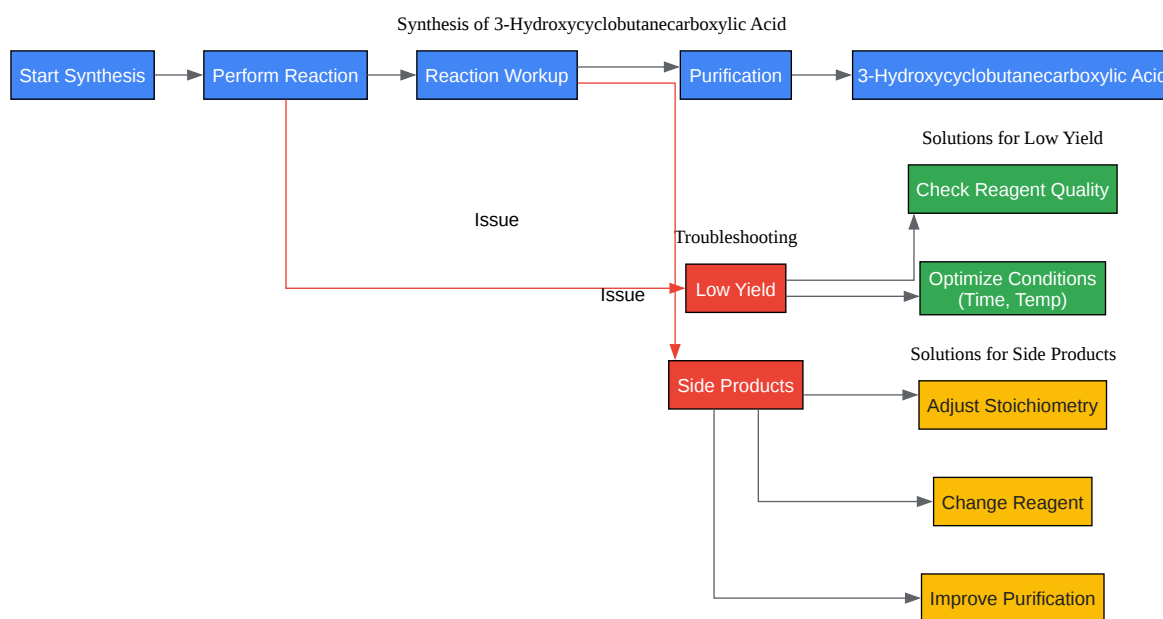 Synthesis of 3-Hydroxycyclobutanecarboxylic Acid
Start Synthesis
Perform Reaction
Reaction Workup
Purification
3-Hydroxycyclobutanecarboxylic Acid
Solutions for Low Yield
Check Reagent Quality
Issue
Troubleshooting
Low Yield
Issue
Optimize Conditions
(Time, Temp)
Solutions for Side Products
Side Products
Adjust Stoichiometry
Change Reagent
Improve Purification